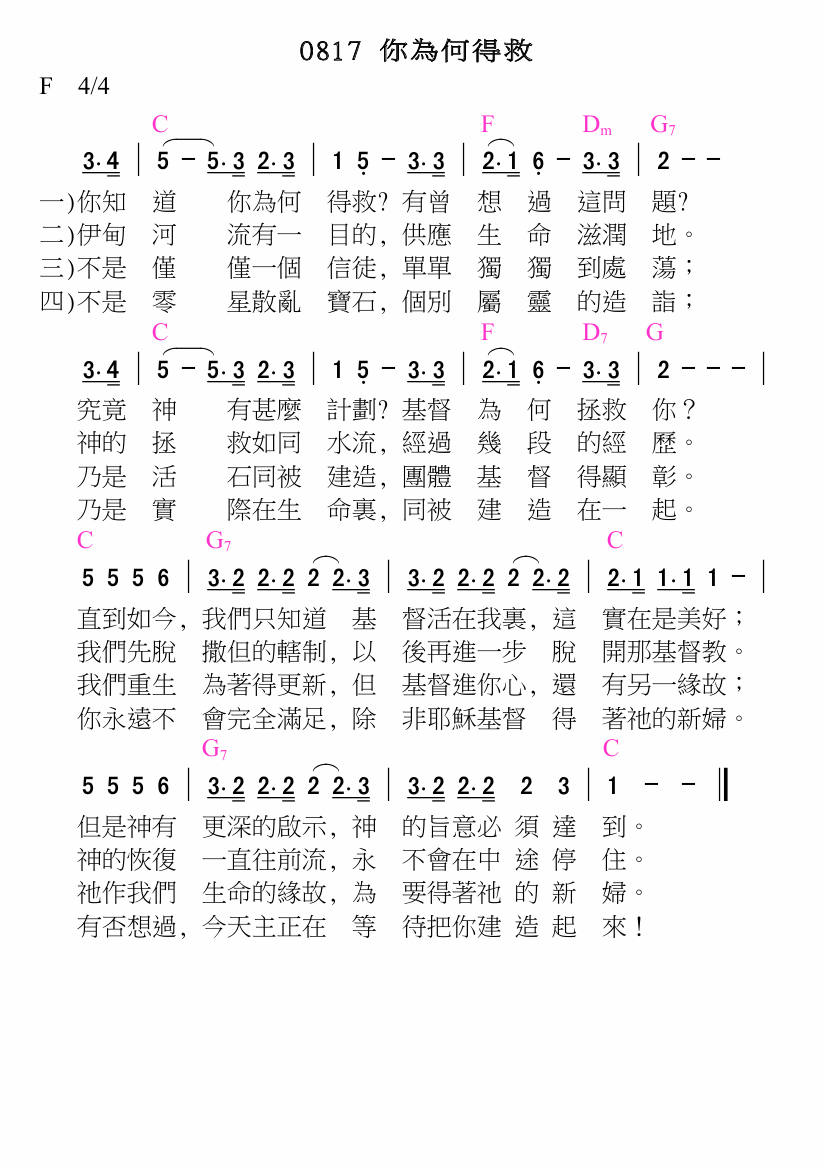 0817 你為何得救
F 4/4
C F Dm G7
3· 4 | 5 - 5· 3 2· 3 | 1 5 - 3· 3 | 2· 1 6 - 3· 3 | 2 - -
一)你知 道 你為何 得救? 有曾 想 過 這問 題?
二)伊甸 河 流有一 目的, 供應 生 命 滋潤 地。
三)不是 僅 僅一個 信徒, 單單 獨 獨 到處 蕩；
四)不是 零 星散亂 寶石, 個別 屬 靈 的造 詣；
C F D7 G
3· 4 | 5 - 5· 3 2· 3 | 1 5 - 3· 3 | 2· 1 6 - 3· 3 | 2 - - - |
究竟 神 有甚麼 計劃? 基督 為 何 拯救 你？
神的 拯 救如同 水流, 經過 幾 段 的經 歷。
乃是 活 石同被 建造, 團體 基 督 得顯 彰。
乃是 實 際在生 命裏, 同被 建 造 在一 起。
C G7 C
5 5 5 6 | 3· 2 2· 2 2 2· 3 | 3· 2 2· 2 2 2· 2 | 2· 1 1· 1 1 - |
直到如今, 我們只知道 基 督活在我裏, 這 實在是美好；
我們先脫 撒但的轄制, 以 後再進一步 脫 開那基督教。
我們重生 為著得更新, 但 基督進你心, 還 有另一緣故；
你永遠不 會完全滿足, 除 非耶穌基督 得 著祂的新婦。
G7 C
5 5 5 6 | 3· 2 2· 2 2 2· 3 | 3· 2 2· 2 2 3 | 1 - - ‖
但是神有 更深的啟示, 神 的旨意必 須 達 到。
神的恢復 一直往前流, 永 不會在中 途 停 住。
祂作我們 生命的緣故, 為 要得著祂 的 新 婦。
有否想過, 今天主正在 等 待把你建 造 起 來！